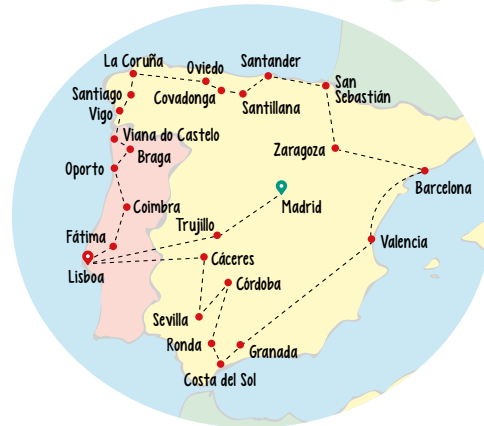 La Coruña
Oviedo
Santander
Santiago
Covadonga
Santillana
San
Sebastián
Vigo
Viana do Castelo
Braga
Zaragoza
Oporto
Barcelona
Coimbra
Madrid
Trujillo
Fátima
Valencia
Lisboa
Cáceres
Córdoba
Sevilla
Ronda
Granada
Costa del Sol